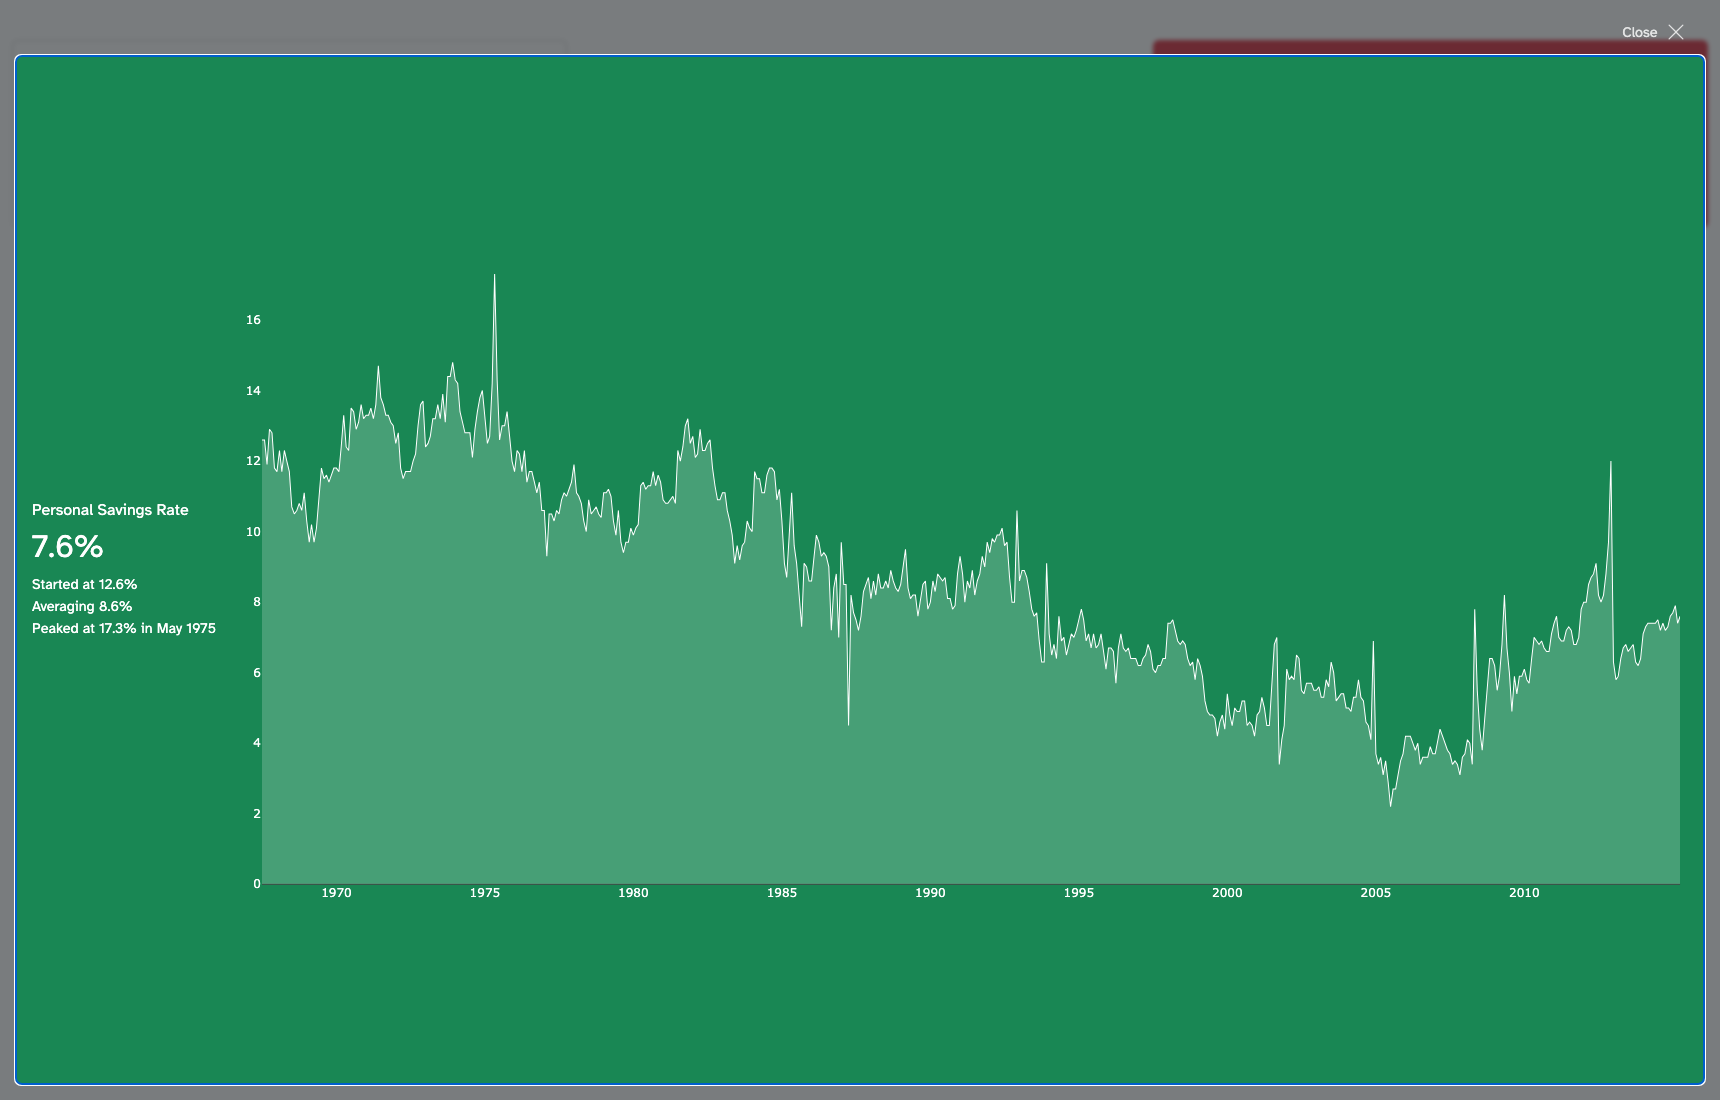 Close
16
14
12
10
8
6
4
2
0
Personal Savings Rate
7.6%
Started at 12.6%
Averaging 8.6%
Peaked at 17.3% in May 1975
1970 1975 1980 1985 1990 1995 2000 2005 2010